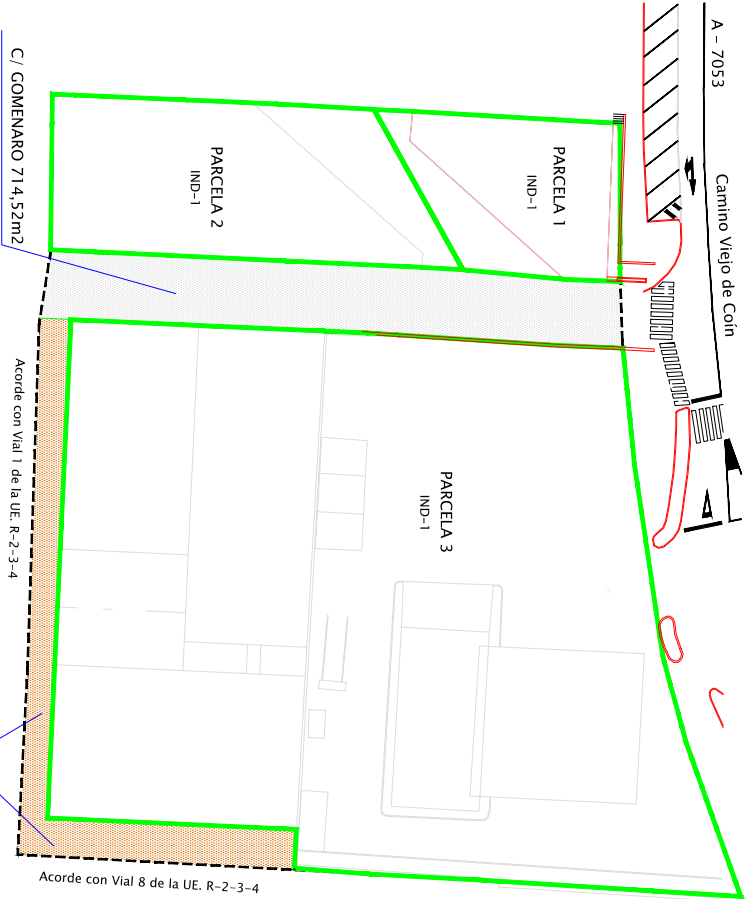 A - 7053
Camino Viejo de Coín
C/ GOMENARO 714,52m2
PARCELA 2
IND-1
PARCELA 1
IND-1
PARCELA 3
IND-1
Acorde con Vial 1 de la UE. R-2-3-4
Acorde con Vial 8 de la UE. R-2-3-4